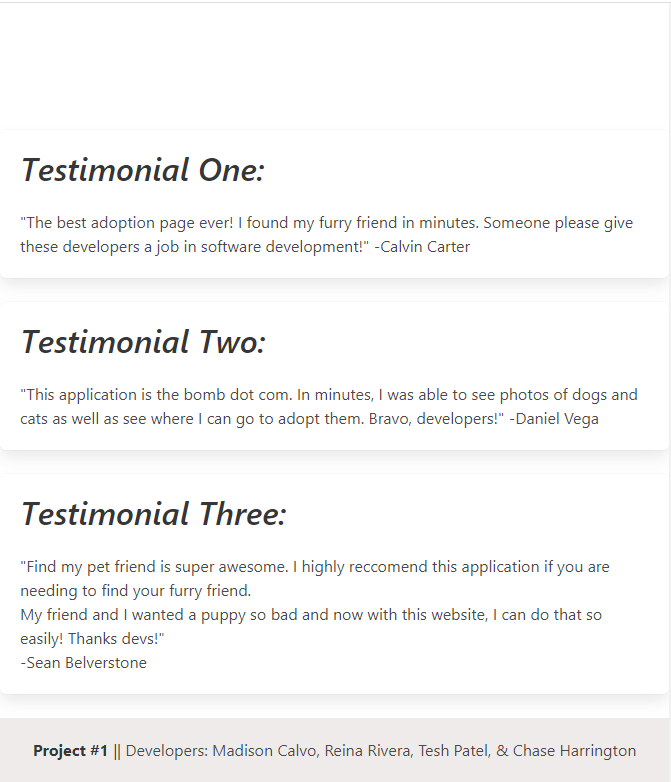 Testimonial One:
"The best adoption page ever! I found my furry friend in minutes. Someone please give
these developers a job in software development!" -Calvin Carter
Testimonial Two:
"This application is the bomb dot com. In minutes, I was able to see photos of dogs and
cats as well as see where I can go to adopt them. Bravo, developers!" -Daniel Vega
Testimonial Three:
"Find my pet friend is super awesome. I highly reccomend this application if you are
needing to find your furry friend.
My friend and I wanted a puppy so bad and now with this website, I can do that so
easily! Thanks devs!"
-Sean Belverstone
Project #1 || Developers: Madison Calvo, Reina Rivera, Tesh Patel, & Chase Harrington